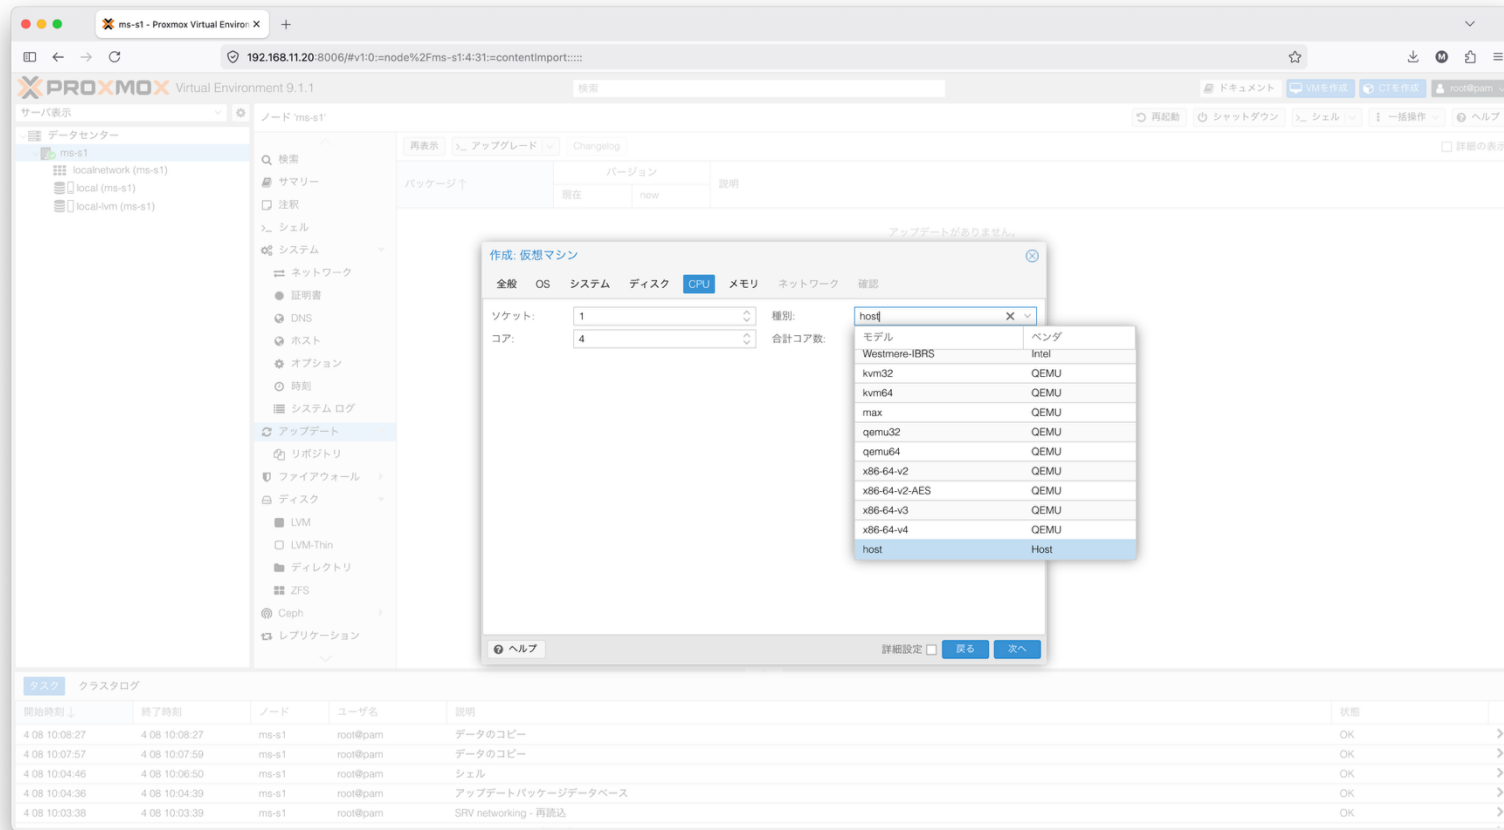 ms-s1 - Proxmox Virtual Environ
192.168.11.20:8006/#v1:0:=node%2Fms-s1:4:31:=contentImport:::::
M
PROXMOX Virtual Environment 9.1.1
検索
ドキュメント
VMを作成
CTを作成
root@pam
サーバ表示
ノード 'ms-s1'
再起動
シャットダウン
シェル
一括操作
ヘルプ
データセンター
ms-s1
localnetwork (ms-s1)
local (ms-s1)
local-lvm (ms-s1)
検索
サマリー
注釈
シェル
システム
ネットワーク
証明書
DNS
ホスト
オプション
時刻
システム ログ
アップデート
リポジトリ
ファイアウォール
ディスク
LVM
LVM-Thin
ディレクトリ
ZFS
Ceph
レプリケーション
再表示
アップグレード
Changelog
詳細の表示
パッケージ↑
バージョン
現在
new
説明
アップデートがありません。
作成: 仮想マシン
全般 OS システム ディスク CPU メモリ ネットワーク 確認
ソケット: 1
種別: host
コア: 4
合計コア数:
モデル ベンダ
Westmere-IBRS Intel
kvm32 QEMU
kvm64 QEMU
max QEMU
qemu32 QEMU
qemu64 QEMU
x86-64-v2 QEMU
x86-64-v2-AES QEMU
x86-64-v3 QEMU
x86-64-v4 QEMU
host Host
ヘルプ
詳細設定
戻る
次へ
タスク クラスタログ
開始時刻↓ 終了時刻 ノード ユーザ名 説明 状態
4 08 10:08:27 4 08 10:08:27 ms-s1 root@pam データのコピー OK
4 08 10:07:57 4 08 10:07:59 ms-s1 root@pam データのコピー OK
4 08 10:04:46 4 08 10:06:50 ms-s1 root@pam シェル OK
4 08 10:04:36 4 08 10:04:39 ms-s1 root@pam アップデートパッケージデータベース OK
4 08 10:03:38 4 08 10:03:39 ms-s1 root@pam SRV networking - 再読込 OK